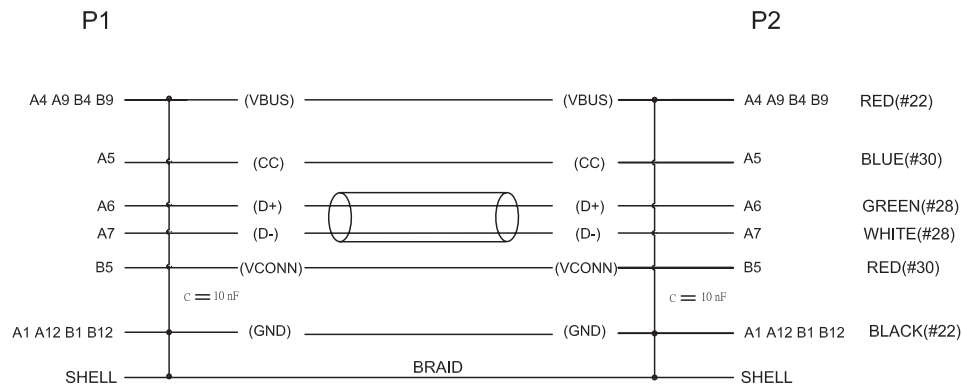 P1 P2
A4 A9 B4 B9 (VBUS) (VBUS) A4 A9 B4 B9 RED(#22)
A5 (CC) (CC) A5 BLUE(#30)
A6 (D+) (D+) A6 GREEN(#28)
A7 (D-) (D-) A7 WHITE(#28)
B5 (VCONN) (VCONN) B5 RED(#30)
C 10 nF C 10 nF
A1 A12 B1 B12 (GND) (GND) A1 A12 B1 B12 BLACK(#22)
SHELL BRAID SHELL